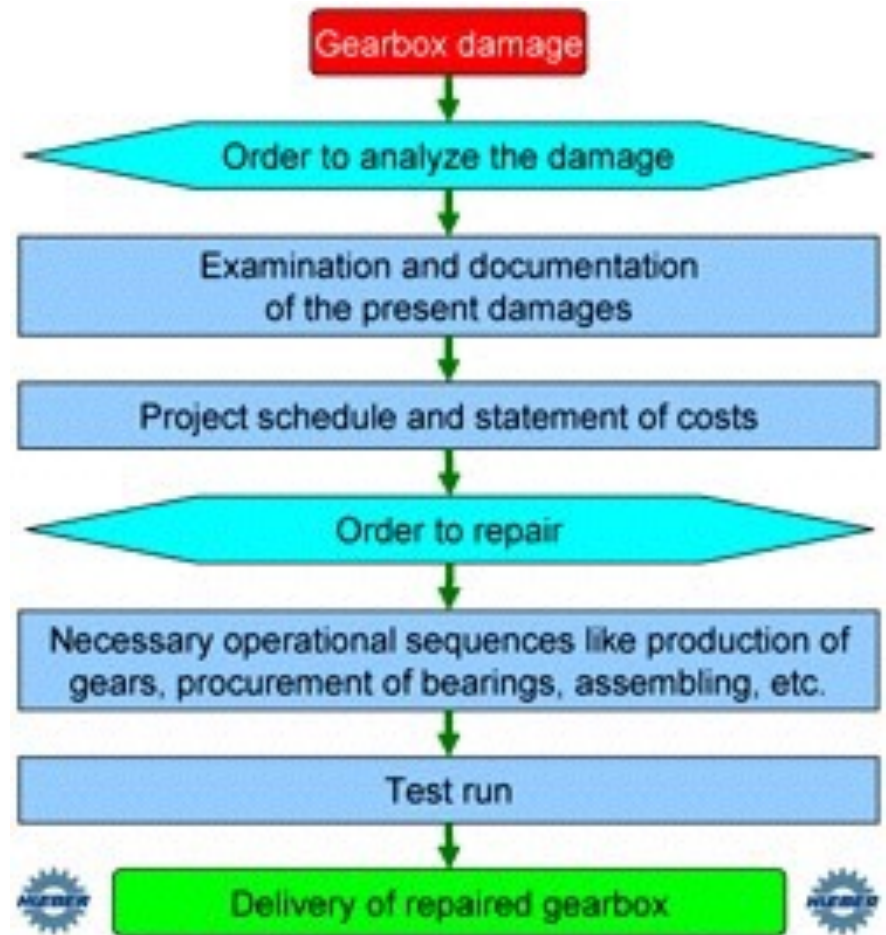 Gearbox damage
Order to analyze the damage
Examination and documentation
of the present damages
Project schedule and statement of costs
Order to repair
Necessary operational sequences like production of
gears, procurement of bearings, assembling, etc.
Test run
Delivery of repaired gearbox